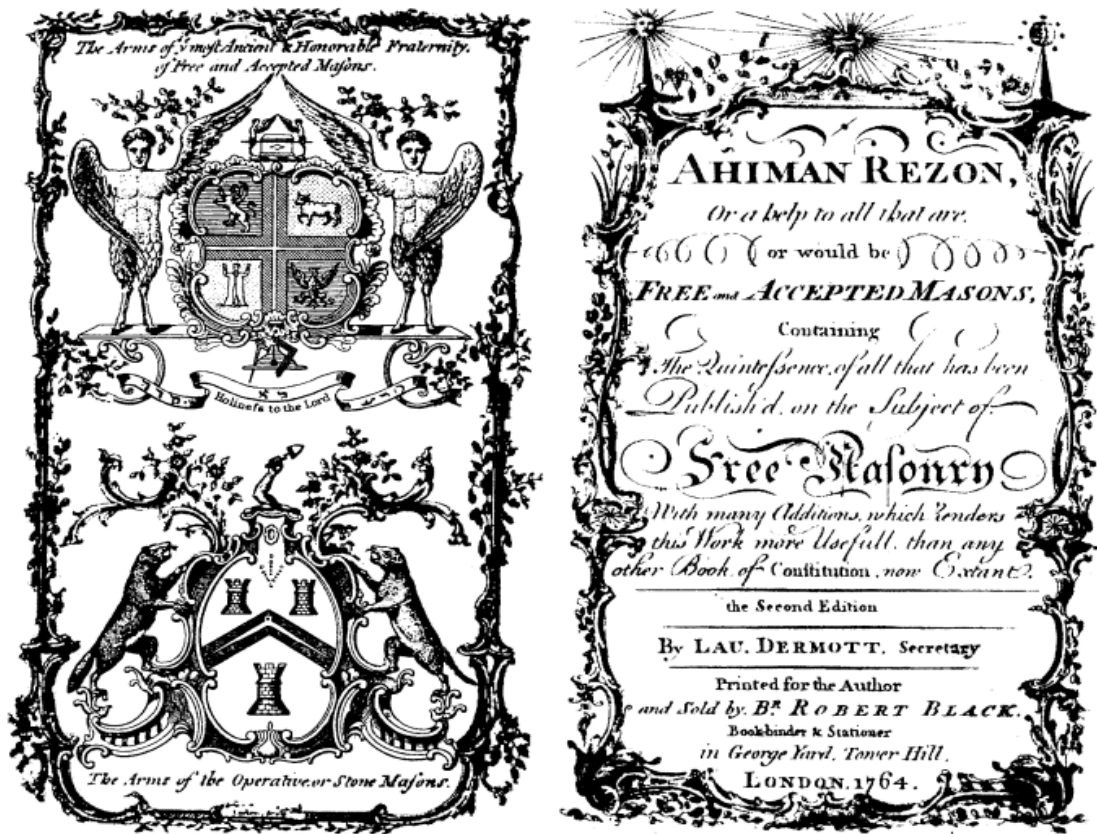 The Arms of yᵉ most Ancient & Honorable Fraternity,
of Free and Accepted Masons.
Holineſs to the Lord
The Arms of the Operative, or Stone Maſons.
AHIMAN REZON,
Or a help to all that are,
or would be
FREE and ACCEPTED MASONS,
Containing
The Quinteſsence, of all that has been
Publish'd, on the Subject of
Free Maſonry
With many Additions, which renders
this Work more Uſefull, than any
other Book, of Conſtitution, now Extant.
the Second Edition
By LAU. DERMOTT, Secretary
Printed for the Author
and Sold by, Bᴿ ROBERT BLACK.
Book-binder & Stationer
in George Yard, Tower Hill,
LONDON. 1764.